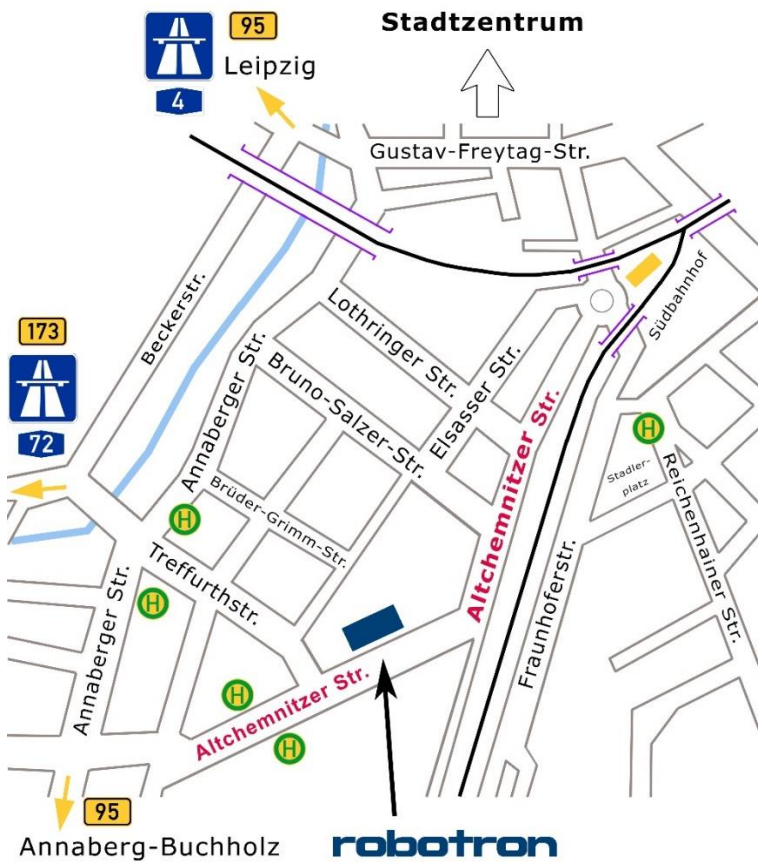 95
Stadtzentrum
Leipzig
4
Gustav-Freytag-Str.
Südbahnhof
Beckerstr.
173
72
Lothringer Str.
Elsasser Str.
Altchemnitzer Str.
Annaberger Str.
Bruno-Salzer-Str.
H
Stadler-
platz
Reichenhainer Str.
Brüder-Grimm-Str.
H
Treffurthstr.
Fraunhoferstr.
Annaberger Str.
H
H
Altchemnitzer Str.
H
95
Annaberg-Buchholz
robotron